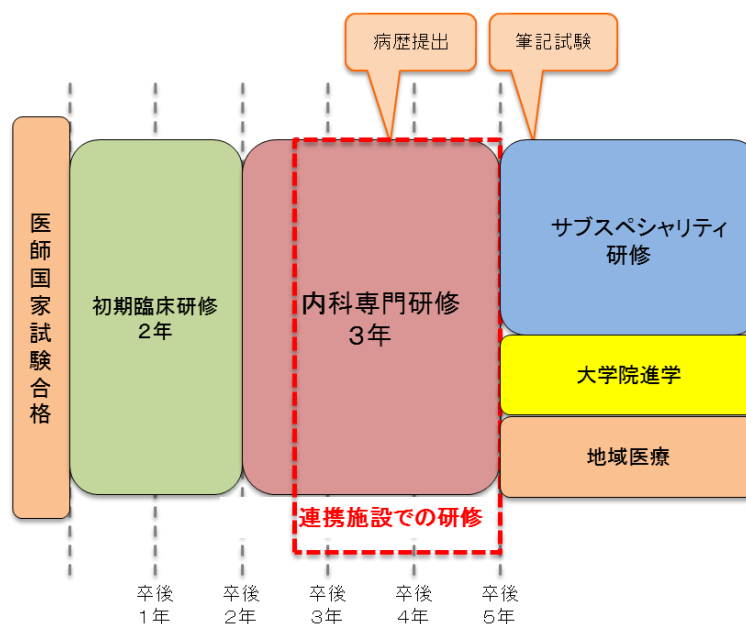 病歴提出
筆記試験
医師国家試験合格
初期臨床研修
2年
内科専門研修
3年
サブスペシャリティ
研修
大学院進学
地域医療
連携施設での研修
卒後
1年
卒後
2年
卒後
3年
卒後
4年
卒後
5年